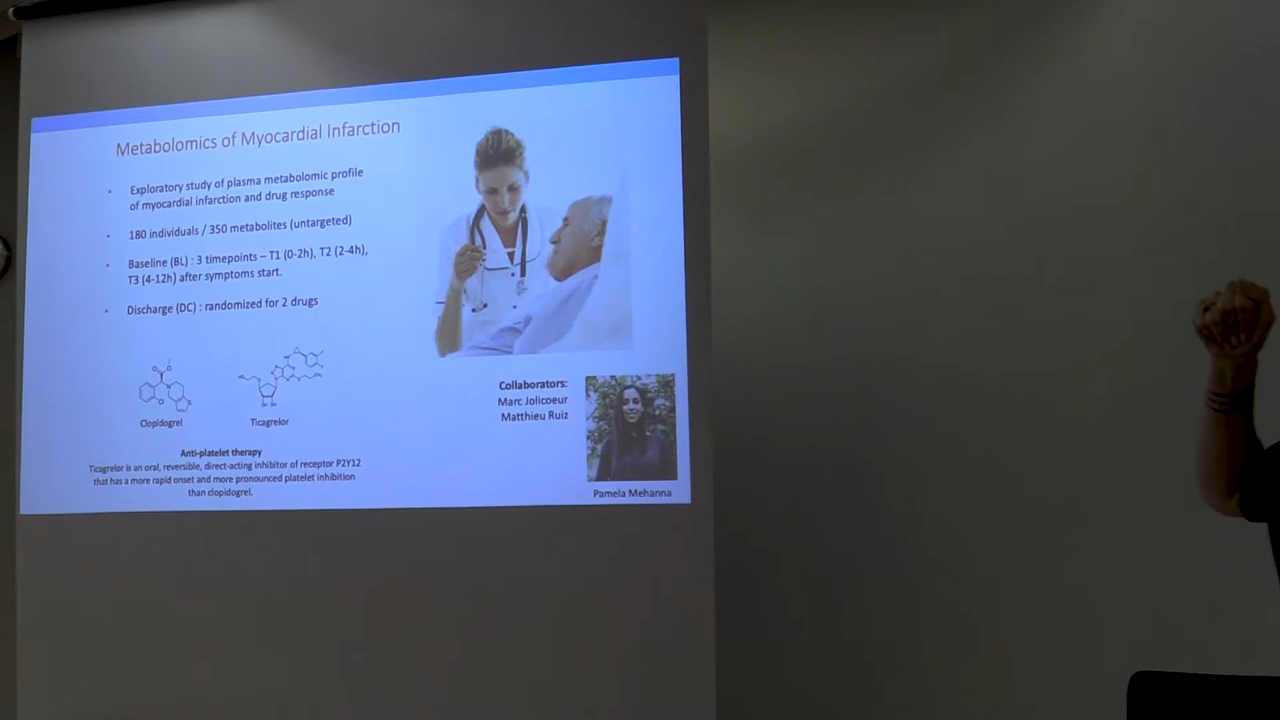 Metabolomics of Myocardial Infarction
Exploratory study of plasma metabolomic profile
of myocardial infarction and drug response
180 individuals / 350 metabolites (untargeted)
Baseline (BL) : 3 timepoints – T1 (0-2h), T2 (2-4h),
T3 (4-12h) after symptoms start.
Discharge (DC) : randomized for 2 drugs
Clopidogrel
Ticagrelor
Anti-platelet therapy
Ticagrelor is an oral, reversible, direct-acting inhibitor of receptor P2Y12
that has a more rapid onset and more pronounced platelet inhibition
than clopidogrel.
Collaborators:
Marc Jolicoeur
Matthieu Ruiz
Pamela Mehanna